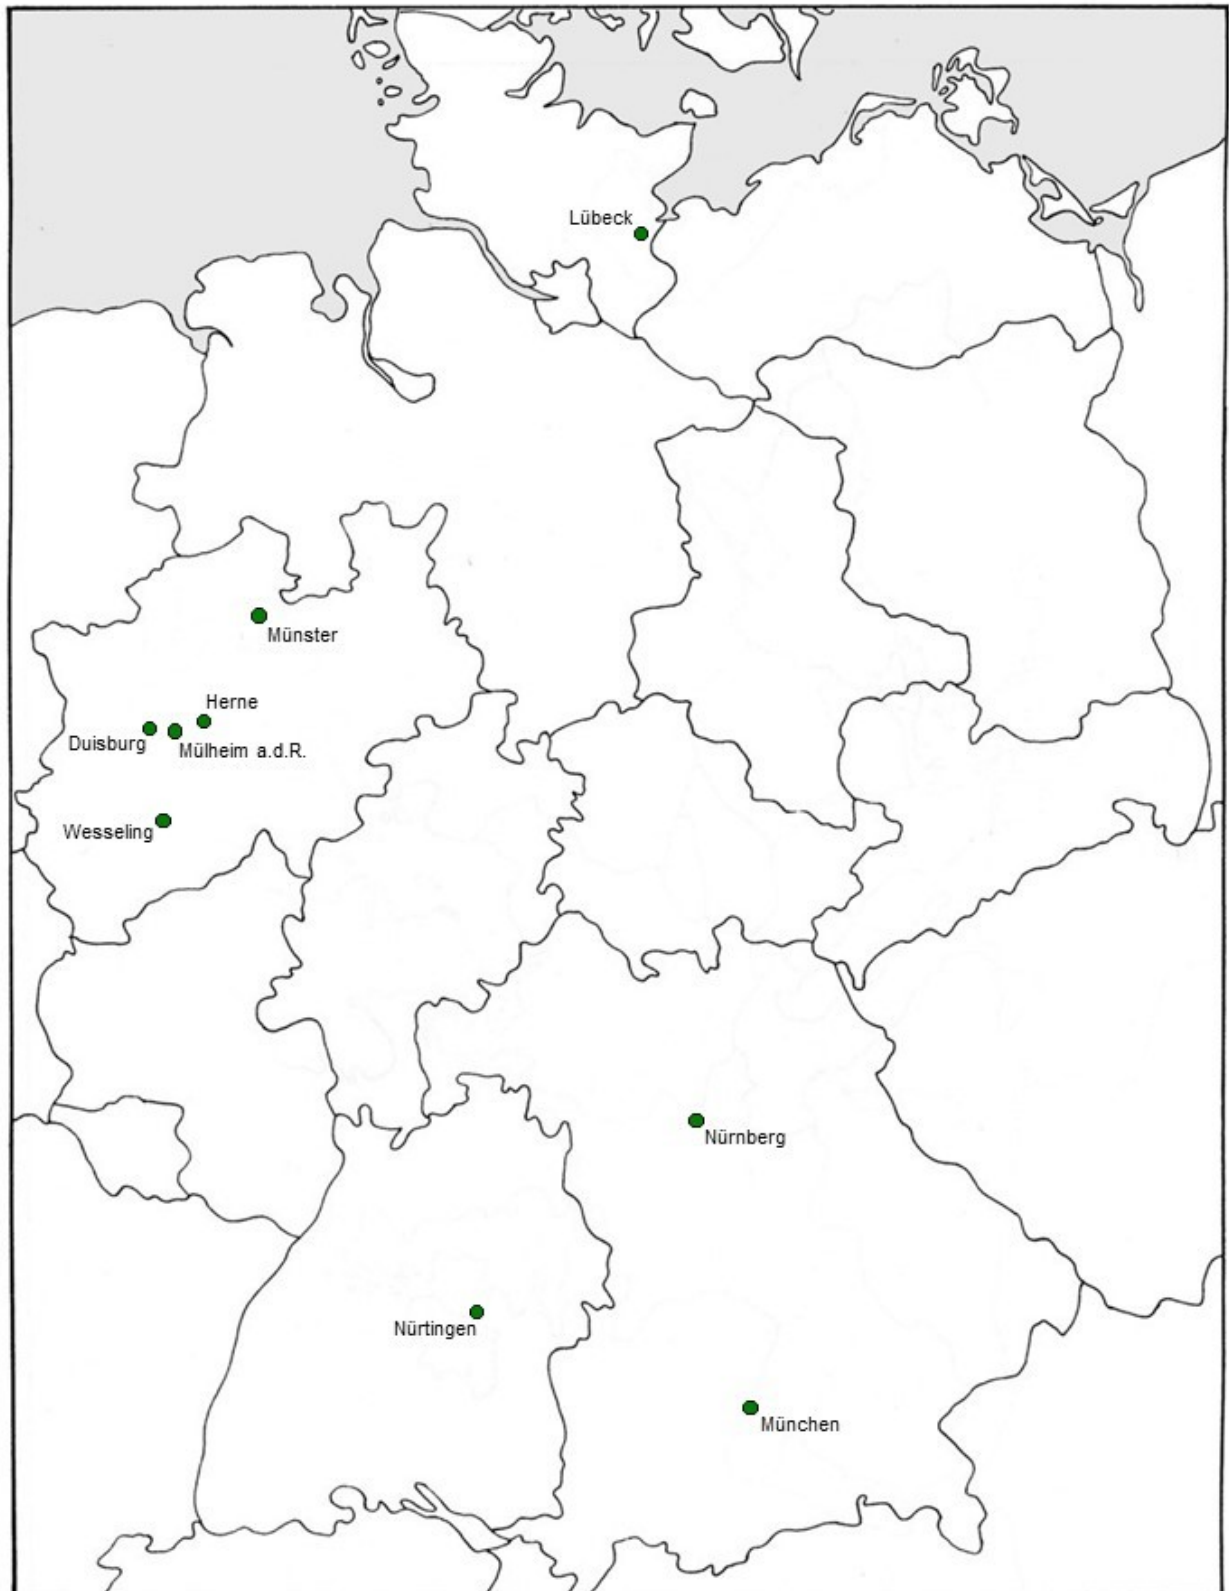 Lübeck
Münster
Herne
Duisburg
Mülheim a.d.R.
Wesseling
Nürnberg
Nürtingen
München